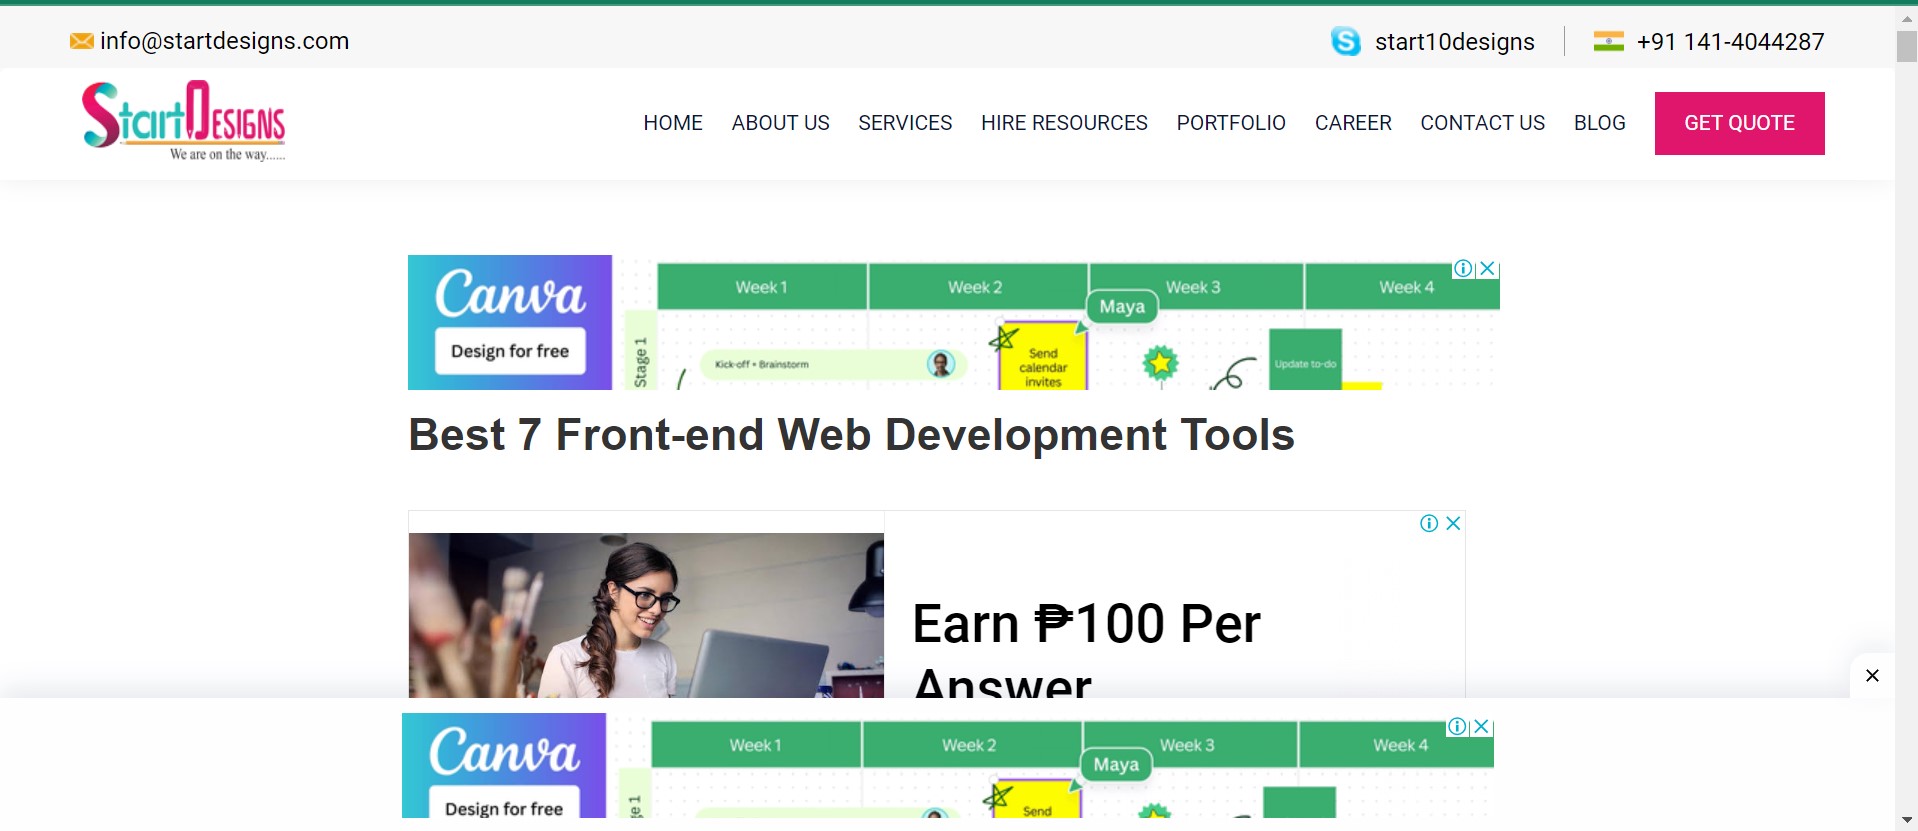 info@startdesigns.com
start10designs
+91 141-4044287
StartDesigns
We are on the way......
HOME ABOUT US SERVICES HIRE RESOURCES PORTFOLIO CAREER CONTACT US BLOG GET QUOTE
Canva
Design for free
Week 1 Week 2 Week 3 Week 4
Maya
Stage 1
Kick-off + Brainstorm
Send
calendar
invites
Update to-do
Best 7 Front-end Web Development Tools
Earn ₱100 Per
Answer
Canva
Design for free
Week 1 Week 2 Week 3 Week 4
Maya
ge 1
Send